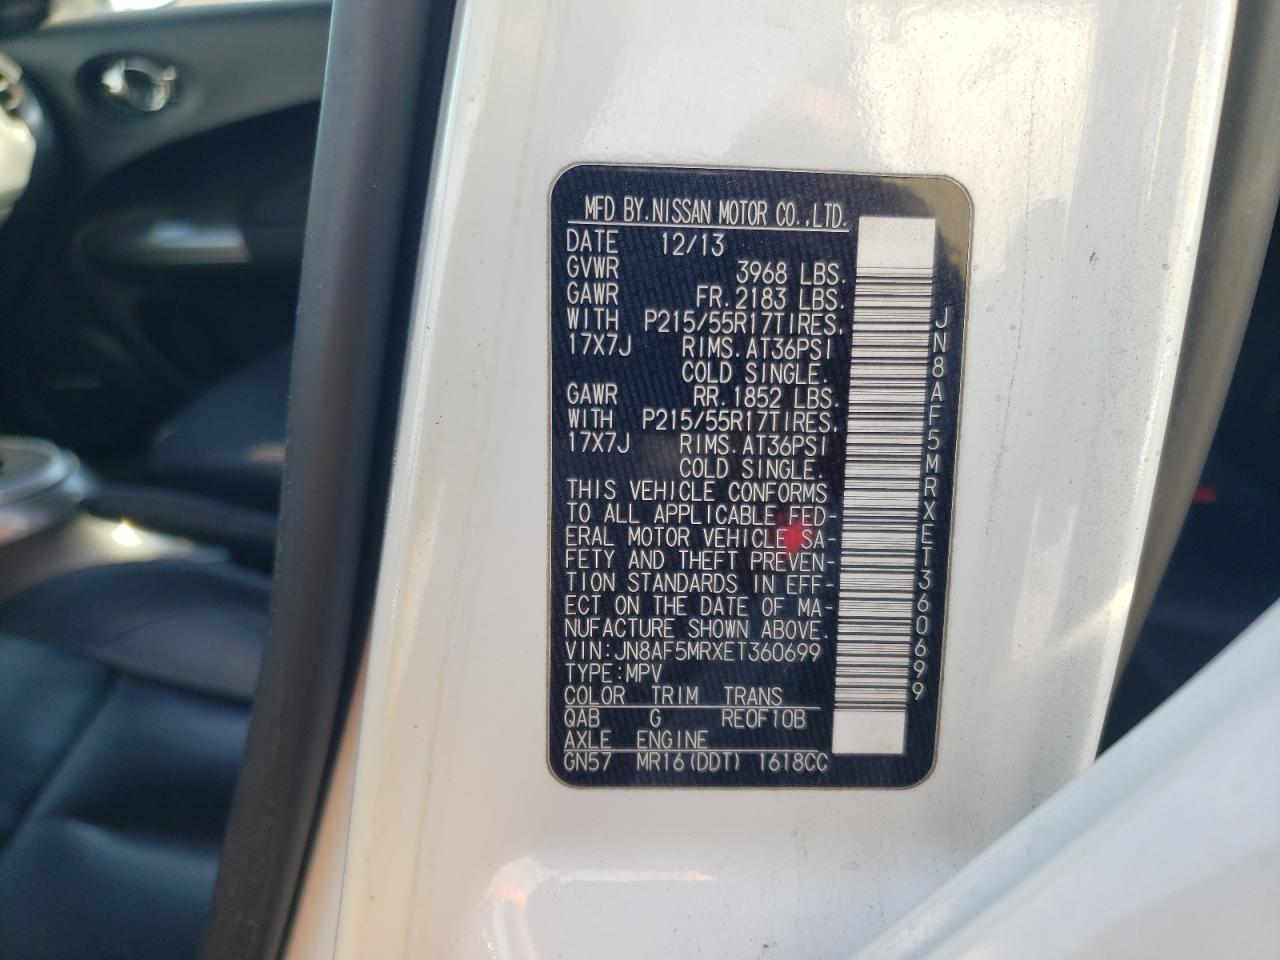 MFD BY.NISSAN MOTOR CO.,LTD.
DATE 12/13
GVWR 3968 LBS.
GAWR FR.2183 LBS.
WITH P215/55R17TIRES.
17X7J RIMS.AT36PSI
COLD SINGLE.
GAWR RR.1852 LBS.
WITH P215/55R17TIRES.
17X7J RIMS.AT36PSI
COLD SINGLE.
THIS VEHICLE CONFORMS
TO ALL APPLICABLE FED-
ERAL MOTOR VEHICLE SA-
FETY AND THEFT PREVEN-
TION STANDARDS IN EFF-
ECT ON THE DATE OF MA-
NUFACTURE SHOWN ABOVE.
VIN:JN8AF5MRXET360699
TYPE:MPV
COLOR TRIM TRANS
QAB G RE0F10B
AXLE ENGINE
GN57 MR16(DDT) 1618CC
JN8AF5MRXET360699